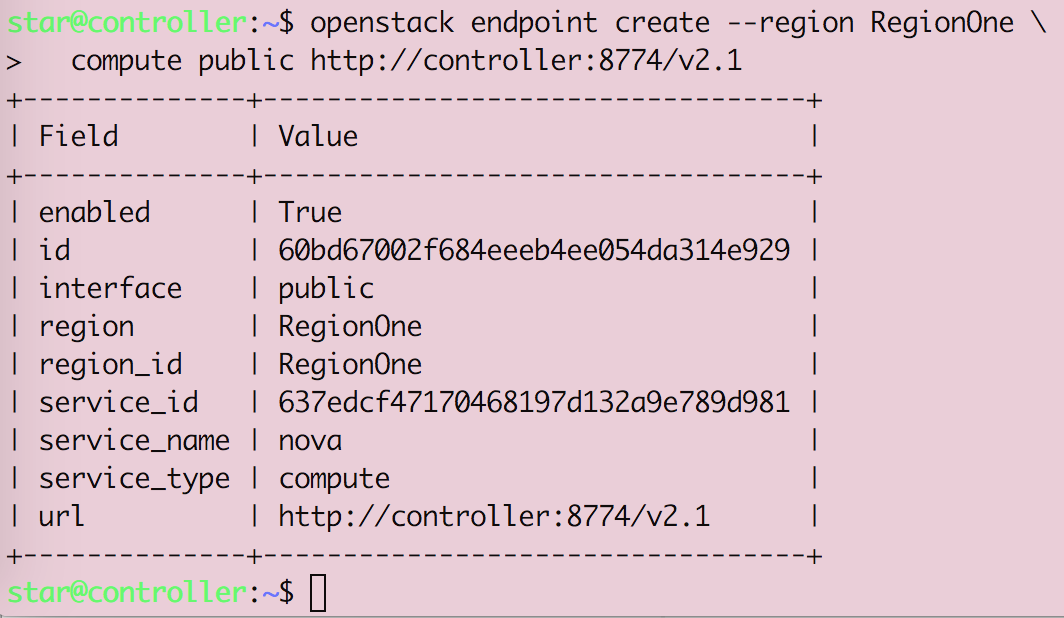 star@controller:~$ openstack endpoint create --region RegionOne \
>   compute public http://controller:8774/v2.1
+--------------+----------------------------------+
| Field        | Value                            |
+--------------+----------------------------------+
| enabled      | True                             |
| id           | 60bd67002f684eeeb4ee054da314e929 |
| interface    | public                           |
| region       | RegionOne                        |
| region_id    | RegionOne                        |
| service_id   | 637edcf47170468197d132a9e789d981 |
| service_name | nova                             |
| service_type | compute                          |
| url          | http://controller:8774/v2.1      |
+--------------+----------------------------------+
star@controller:~$